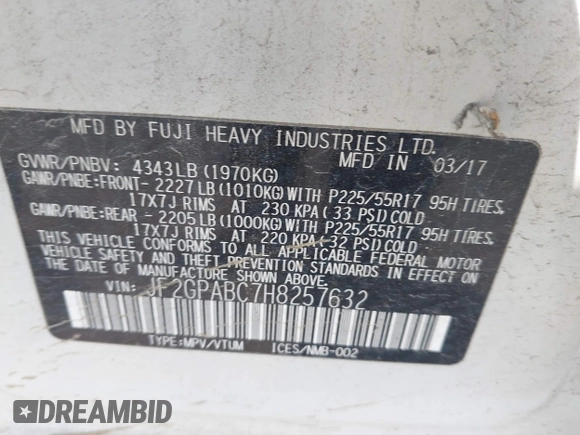 MFD BY FUJI HEAVY INDUSTRIES LTD.
MFD IN 03/17
GVWR/PNBV: 4343LB (1970KG)
GAWR/PNBE:FRONT- 2227LB (1010KG) WITH P225/55R17 95H TIRES,
17X7J RIMS AT 230 KPA (33 PSI) COLD
GAWR/PNBE:REAR - 2205LB (1000KG) WITH P225/55R17 95H TIRES,
17X7J RIMS AT 220 KPA (32 PSI) COLD
THIS VEHICLE CONFORMS TO ALL APPLICABLE FEDERAL MOTOR
VEHICLE SAFETY AND THEFT PREVENTION STANDARDS IN EFFECT
ON THE DATE OF MANUFACTURE SHOWN ABOVE.
VIN: JF2GPABC7H8257632
TYPE:MPV/VTUM ICES/NMB-002
DREAMBID